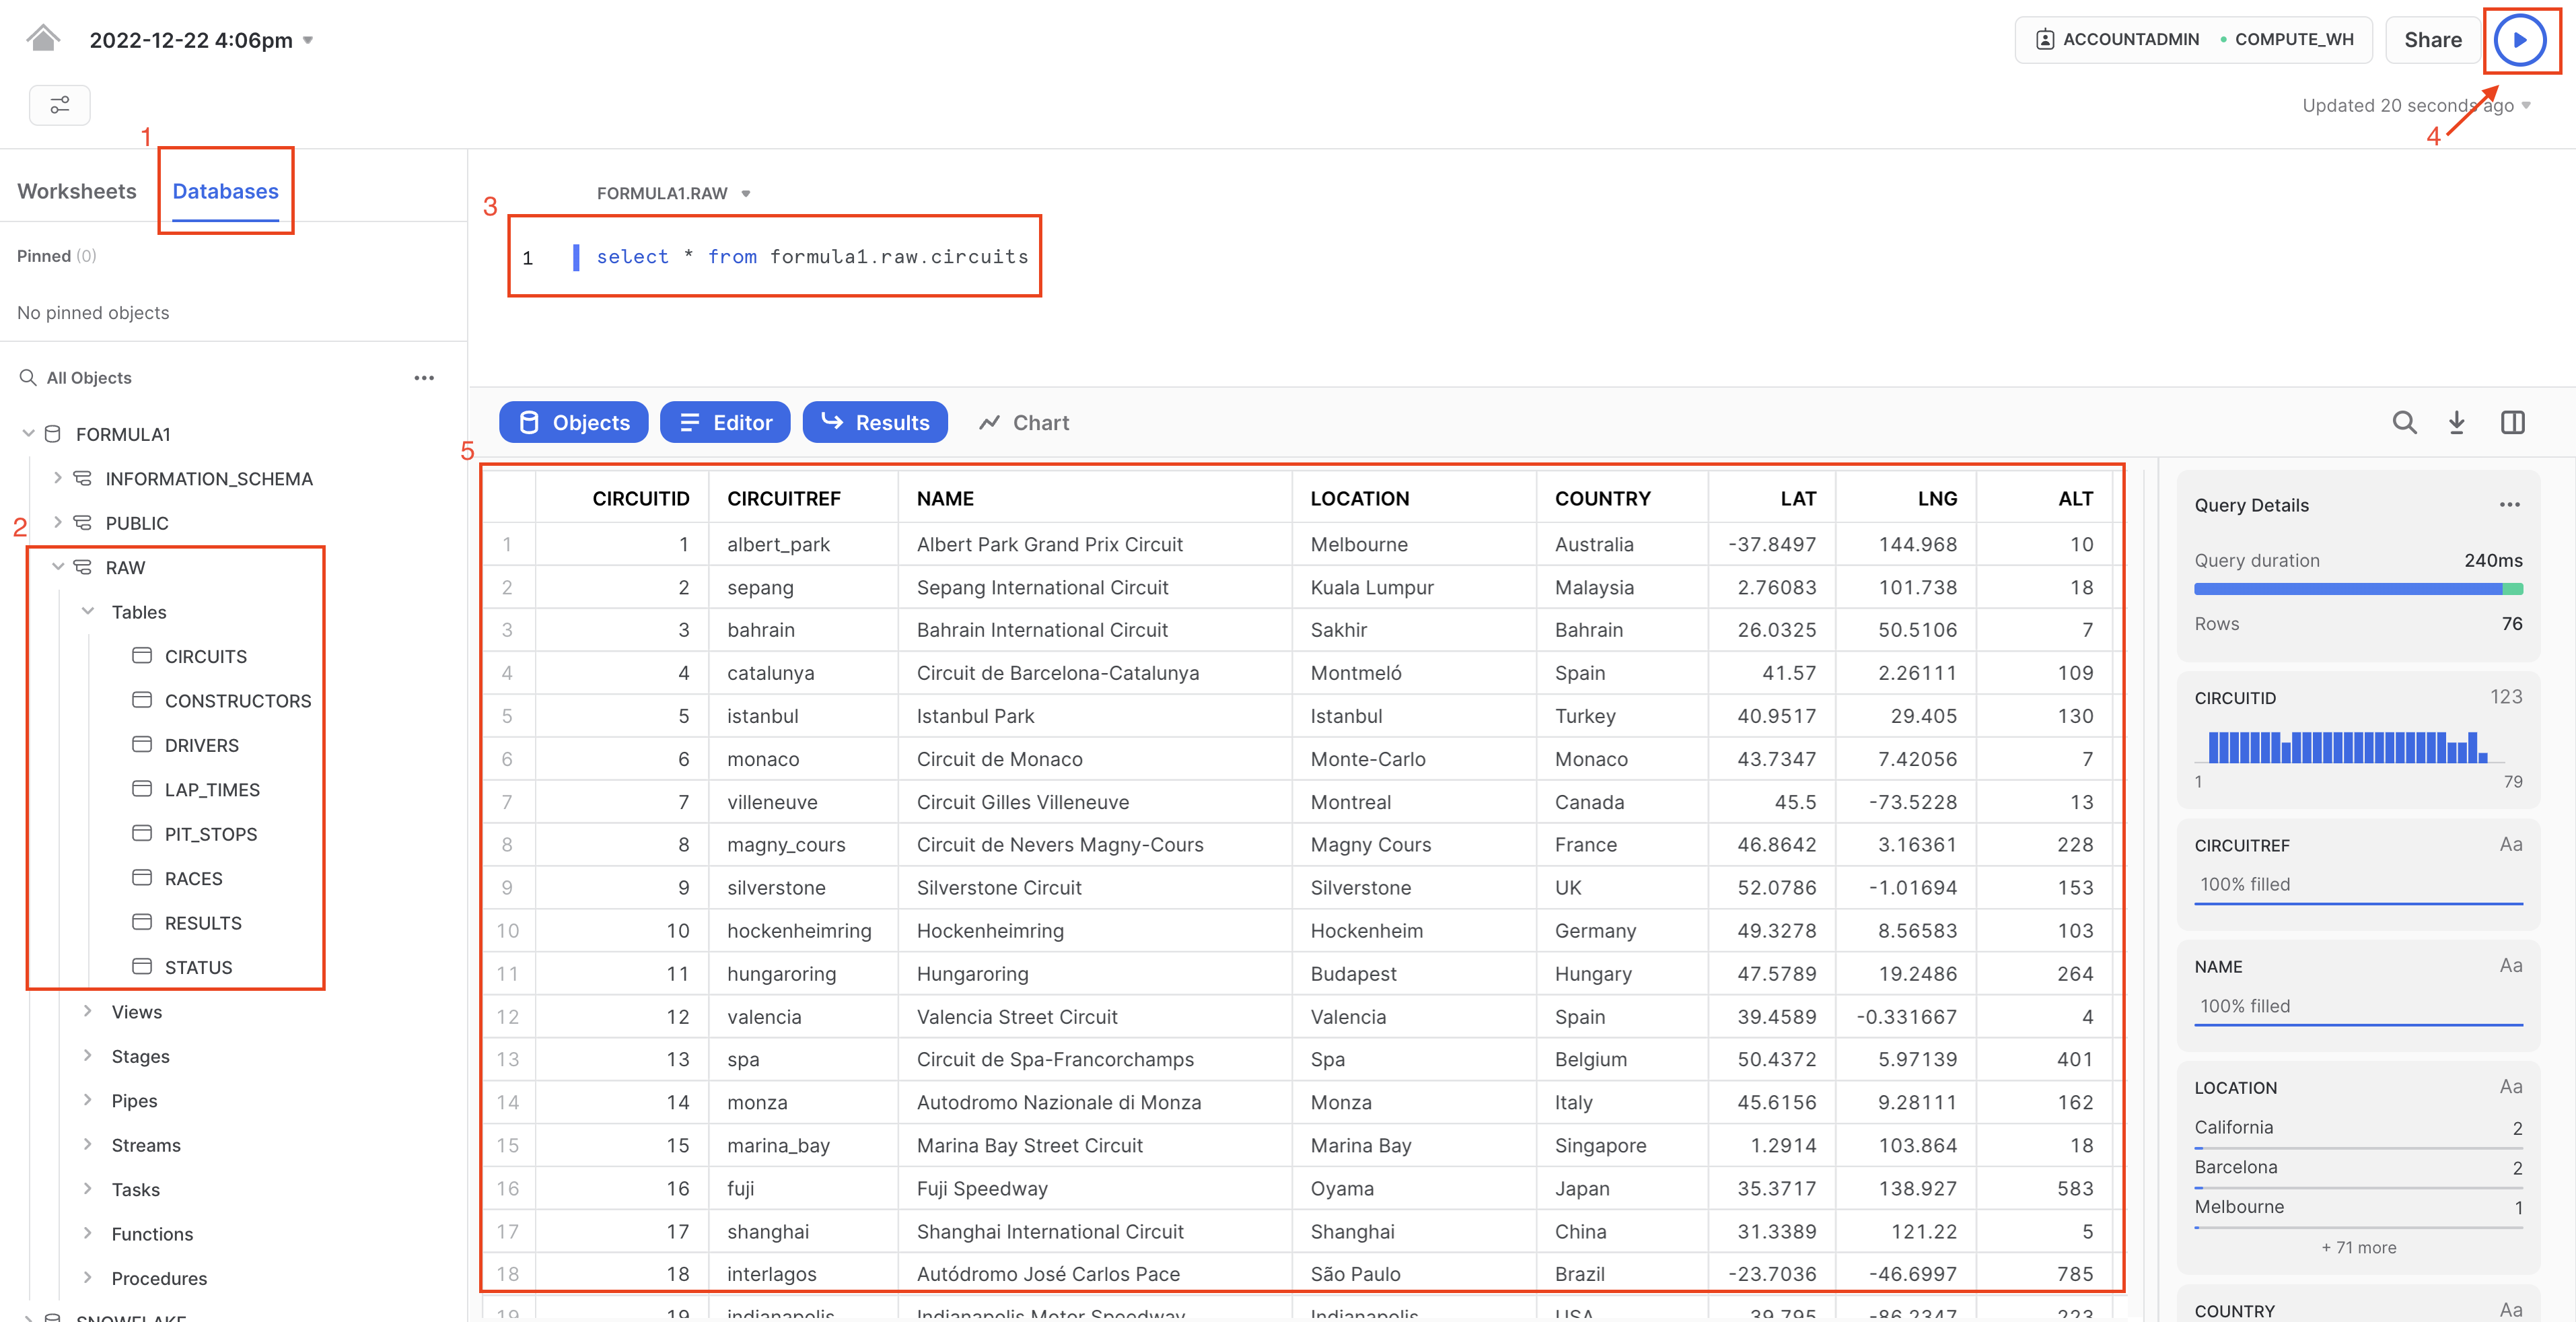 2022-12-22 4:06pm
ACCOUNTADMIN COMPUTE_WH
Share
Updated 20 seconds ago
4
1
Worksheets Databases
Pinned (0)
No pinned objects
All Objects
FORMULA1
INFORMATION_SCHEMA
PUBLIC
2
RAW
Tables
CIRCUITS
CONSTRUCTORS
DRIVERS
LAP_TIMES
PIT_STOPS
RACES
RESULTS
STATUS
Views
Stages
Pipes
Streams
Tasks
Functions
Procedures
SNOWFLAKE
FORMULA1.RAW
3
1 select * from formula1.raw.circuits
Objects Editor Results Chart
5
CIRCUITID CIRCUITREF NAME LOCATION COUNTRY LAT LNG ALT
1 1 albert_park Albert Park Grand Prix Circuit Melbourne Australia -37.8497 144.968 10
2 2 sepang Sepang International Circuit Kuala Lumpur Malaysia 2.76083 101.738 18
3 3 bahrain Bahrain International Circuit Sakhir Bahrain 26.0325 50.5106 7
4 4 catalunya Circuit de Barcelona-Catalunya Montmeló Spain 41.57 2.26111 109
5 5 istanbul Istanbul Park Istanbul Turkey 40.9517 29.405 130
6 6 monaco Circuit de Monaco Monte-Carlo Monaco 43.7347 7.42056 7
7 7 villeneuve Circuit Gilles Villeneuve Montreal Canada 45.5 -73.5228 13
8 8 magny_cours Circuit de Nevers Magny-Cours Magny Cours France 46.8642 3.16361 228
9 9 silverstone Silverstone Circuit Silverstone UK 52.0786 -1.01694 153
10 10 hockenheimring Hockenheimring Hockenheim Germany 49.3278 8.56583 103
11 11 hungaroring Hungaroring Budapest Hungary 47.5789 19.2486 264
12 12 valencia Valencia Street Circuit Valencia Spain 39.4589 -0.331667 4
13 13 spa Circuit de Spa-Francorchamps Spa Belgium 50.4372 5.97139 401
14 14 monza Autodromo Nazionale di Monza Monza Italy 45.6156 9.28111 162
15 15 marina_bay Marina Bay Street Circuit Marina Bay Singapore 1.2914 103.864 18
16 16 fuji Fuji Speedway Oyama Japan 35.3717 138.927 583
17 17 shanghai Shanghai International Circuit Shanghai China 31.3389 121.22 5
18 18 interlagos Autódromo José Carlos Pace São Paulo Brazil -23.7036 -46.6997 785
19 19 indianapolis Indianapolis Motor Speedway Indianapolis USA 39.795 -86.2347 223
Query Details
Query duration 240ms
Rows 76
CIRCUITID 123
1 79
CIRCUITREF Aa
100% filled
NAME Aa
100% filled
LOCATION Aa
California 2
Barcelona 2
Melbourne 1
+ 71 more
COUNTRY Aa